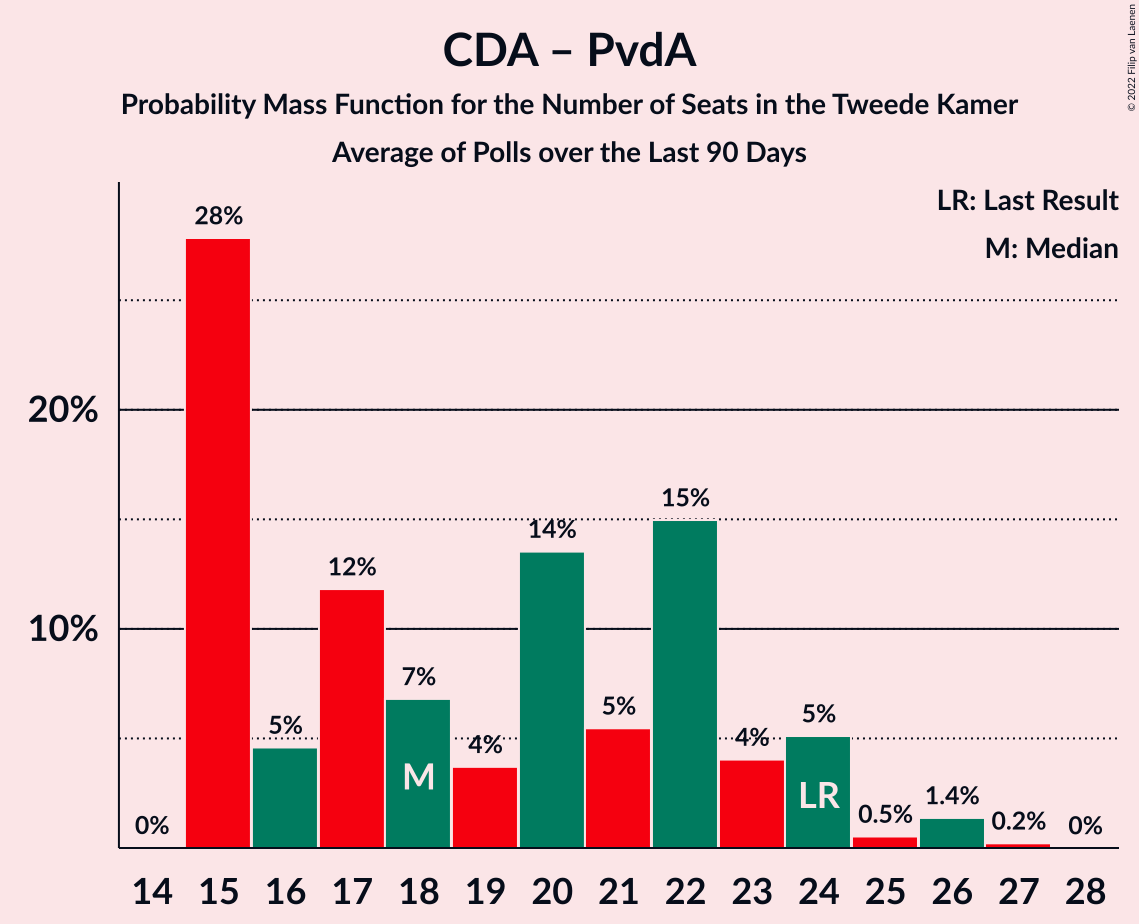 CDA – PvdA
Probability Mass Function for the Number of Seats in the Tweede Kamer
Average of Polls over the Last 90 Days
© 2022 Filip van Laenen
LR: Last Result
M: Median
28%
20%
15%
14%
12%
10%
7%
5%
5%
5%
4%
4%
M
LR
1.4%
0.5%
0.2%
0%
0%
14 15 16 17 18 19 20 21 22 23 24 25 26 27 28